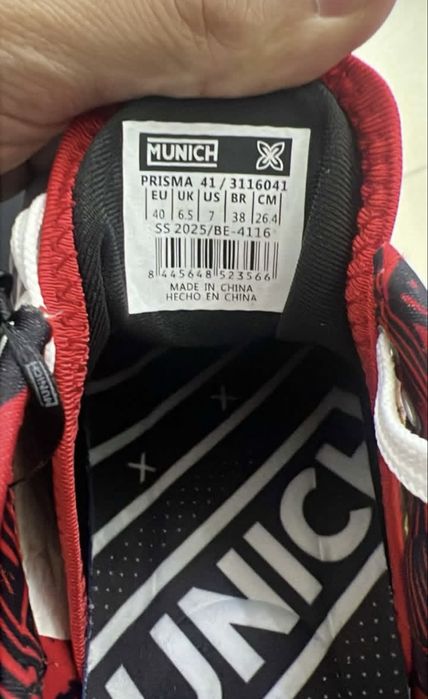 MUNICH
PRISMA 41/3116041
EU UK US BR CM
40 6.5 7 38 26.4
SS 2025/BE-4116
8 445648 523566
MADE IN CHINA
HECHO EN CHINA
MUNICH
MUNICH